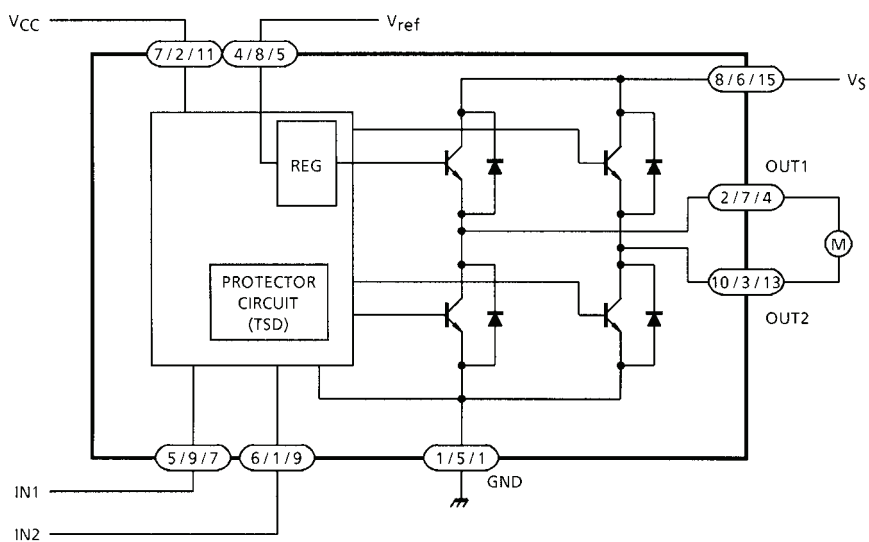 VCC
Vref
7/2/11
4/8/5
8/6/15
VS
REG
OUT1
2/7/4
M
PROTECTOR
CIRCUIT
(TSD)
10/3/13
OUT2
5/9/7
6/1/9
1/5/1
GND
IN1
IN2